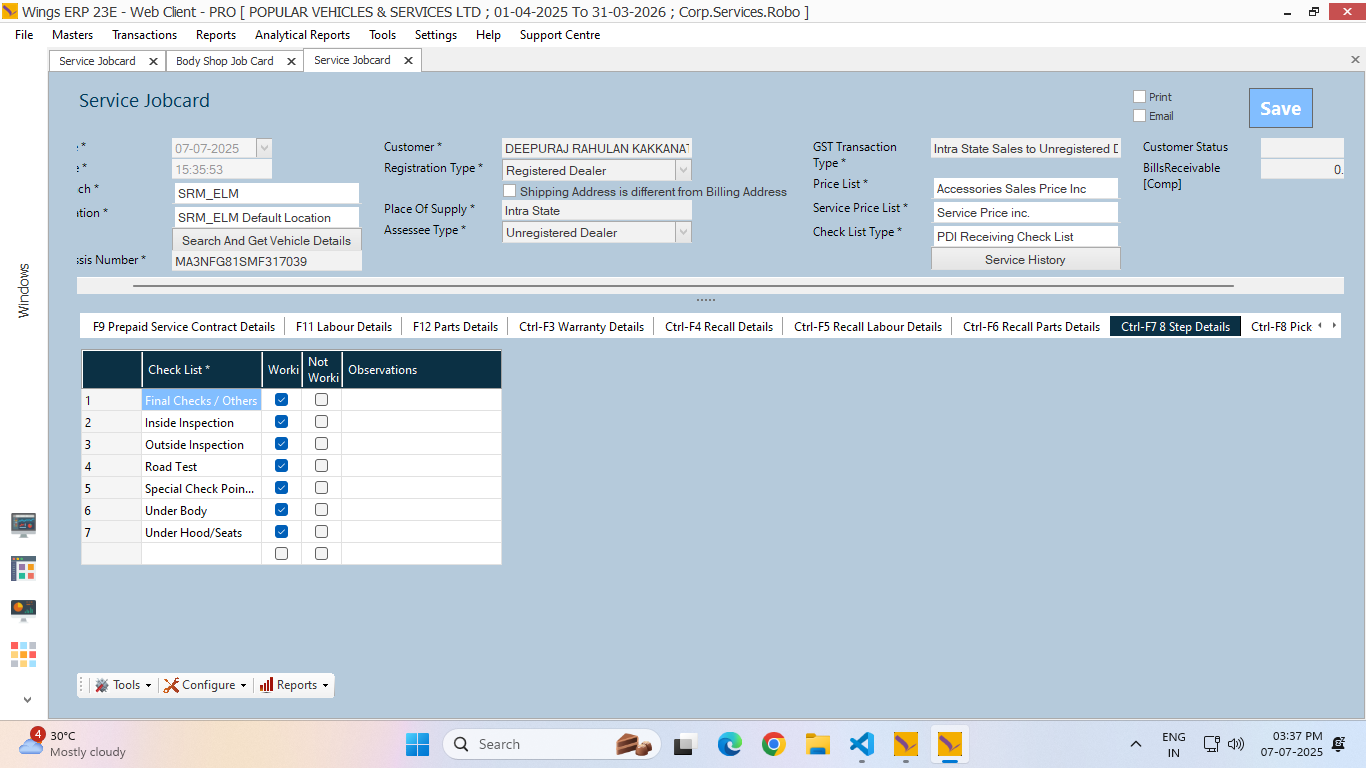 Wings ERP 23E - Web Client - PRO [ POPULAR VEHICLES & SERVICES LTD ; 01-04-2025 To 31-03-2026 ; Corp.Services.Robo ]
File Masters Transactions Reports Analytical Reports Tools Settings Help Support Centre
Service Jobcard Body Shop Job Card Service Jobcard
Service Jobcard
Print
Email
Save
07-07-2025
15:35:53
SRM_ELM
SRM_ELM Default Location
Search And Get Vehicle Details
MA3NFG81SMF317039
Customer * DEEPURAJ RAHULAN KAKKANAT
Registration Type * Registered Dealer
Shipping Address is different from Billing Address
Place Of Supply * Intra State
Assessee Type * Unregistered Dealer
GST Transaction
Type *
Intra State Sales to Unregistered D
Price List * Accessories Sales Price Inc
Service Price List * Service Price inc.
Check List Type * PDI Receiving Check List
Service History
Customer Status
BillsReceivable
[Comp]
0.
Windows
F9 Prepaid Service Contract Details F11 Labour Details F12 Parts Details Ctrl-F3 Warranty Details Ctrl-F4 Recall Details Ctrl-F5 Recall Labour Details Ctrl-F6 Recall Parts Details Ctrl-F7 8 Step Details Ctrl-F8 Pick
Check List * Worki Not Worki Observations
1 Final Checks / Others
2 Inside Inspection
3 Outside Inspection
4 Road Test
5 Special Check Poin...
6 Under Body
7 Under Hood/Seats
Tools Configure Reports
4
30°C
Mostly cloudy
Search
ENG
IN
03:37 PM
07-07-2025